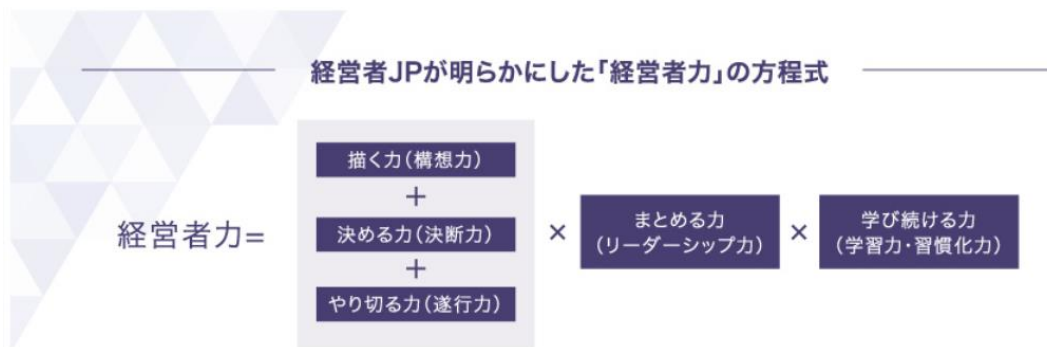 経営者JPが明らかにした「経営者力」の方程式
経営者力=
描く力(構想力)
+
決める力(決断力)
+
やり切る力(遂行力)
×
まとめる力
(リーダーシップ力)
×
学び続ける力
(学習力・習慣化力)